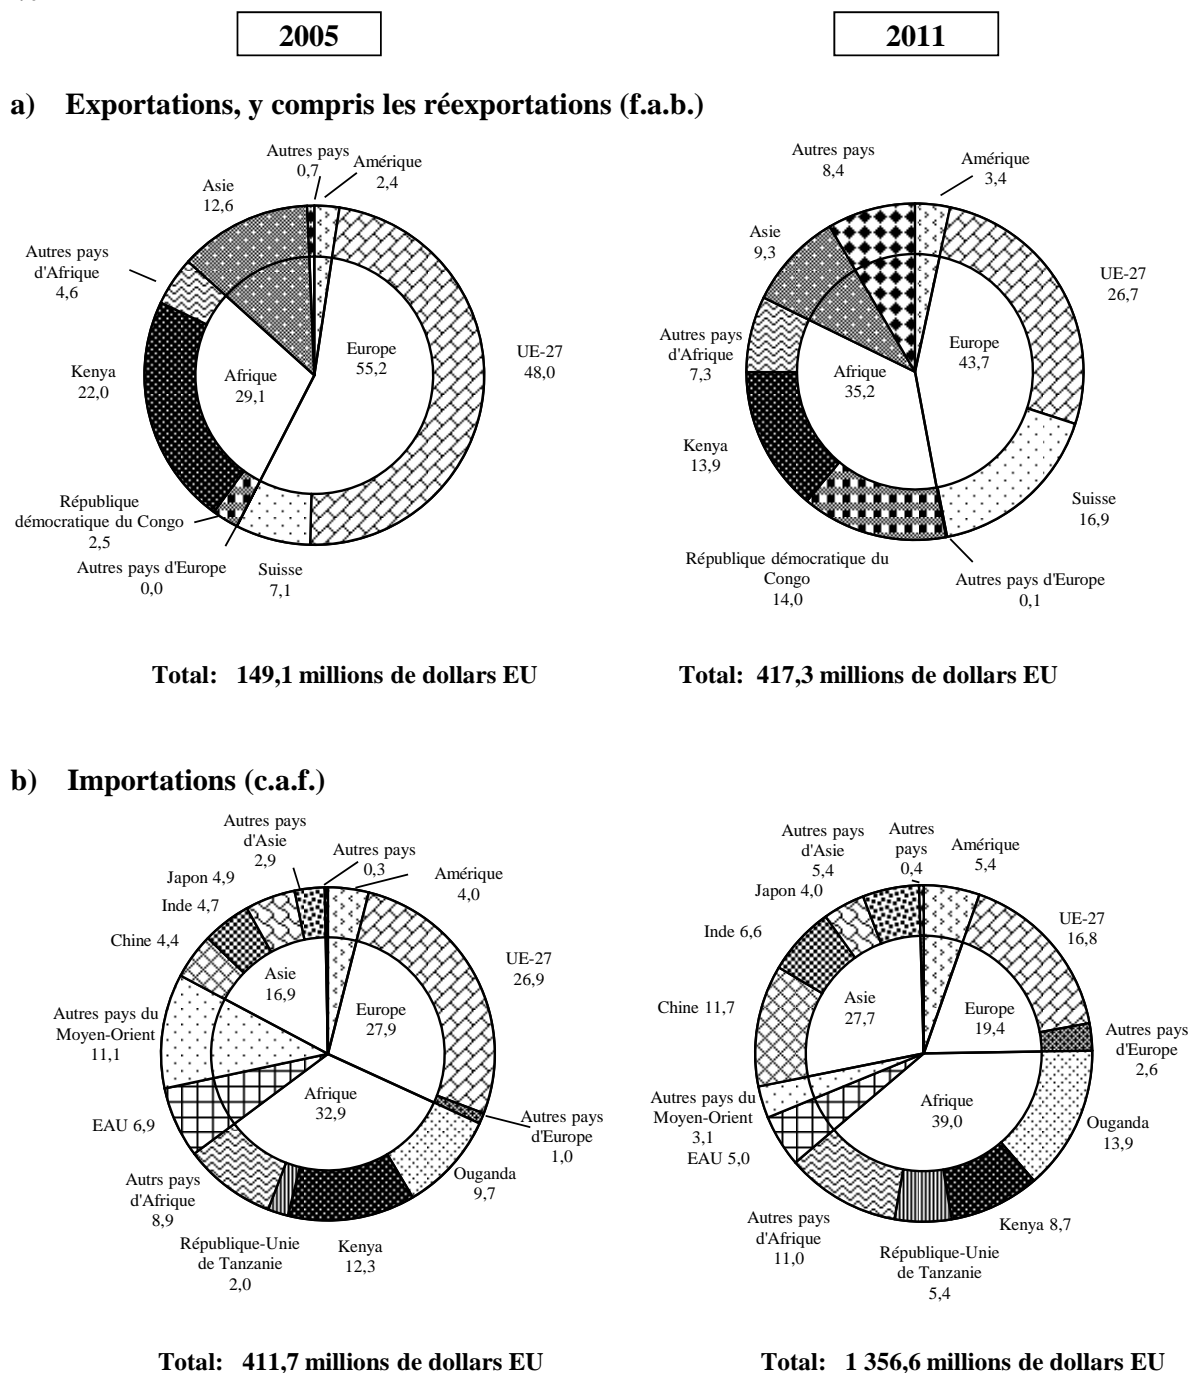 2005
2011
a) Exportations, y compris les réexportations (f.a.b.)
Autres pays
0,7
Amérique
2,4
Asie
12,6
Autres pays
d'Afrique
4,6
Europe
55,2
UE-27
48,0
Kenya
22,0
Afrique
29,1
République
démocratique du Congo
2,5
Autres pays d'Europe
0,0
Suisse
7,1
Autres pays
8,4
Amérique
3,4
Asie
9,3
UE-27
26,7
Autres pays
d'Afrique
7,3
Europe
43,7
Afrique
35,2
Kenya
13,9
Suisse
16,9
République démocratique du
Congo
14,0
Autres pays d'Europe
0,1
Total: 149,1 millions de dollars EU
Total: 417,3 millions de dollars EU
b) Importations (c.a.f.)
Autres pays
d'Asie
2,9
Autres pays
0,3
Amérique
4,0
Japon 4,9
Inde 4,7
Chine 4,4
UE-27
26,9
Asie
16,9
Europe
27,9
Autres pays du
Moyen-Orient
11,1
Afrique
32,9
EAU 6,9
Autres pays
d'Europe
1,0
Ouganda
9,7
Autrs pays
d'Afrique
8,9
République-Unie
de Tanzanie
2,0
Kenya
12,3
Autres pays
d'Asie
5,4
Autres
pays
0,4
Amérique
5,4
Japon 4,0
Inde 6,6
UE-27
16,8
Chine 11,7
Asie
27,7
Europe
19,4
Autres pays
d'Europe
2,6
Autres pays du
Moyen-Orient
3,1
Afrique
39,0
EAU 5,0
Ouganda
13,9
Autres pays
d'Afrique
11,0
Kenya 8,7
République-Unie
de Tanzanie
5,4
Total: 411,7 millions de dollars EU
Total: 1 356,6 millions de dollars EU